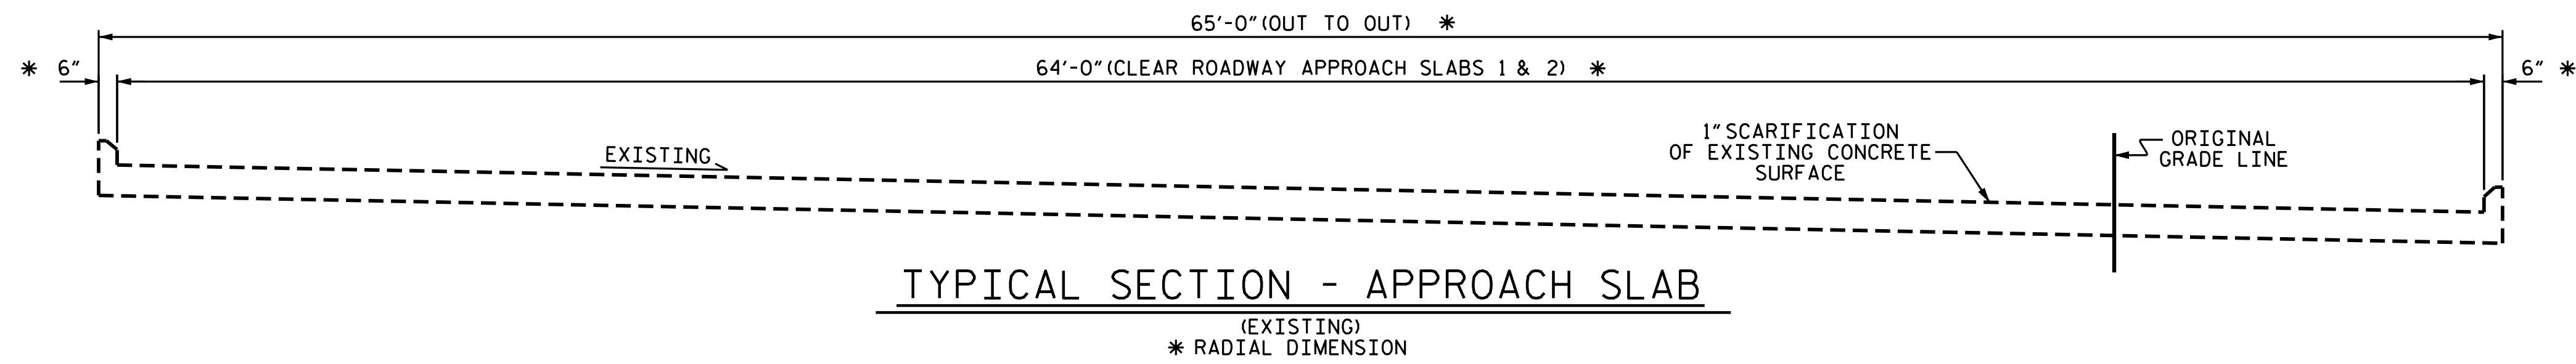 65'-0" (OUT TO OUT) *
* 6"
64'-0" (CLEAR ROADWAY APPROACH SLABS 1 & 2) *
6" *
EXISTING
1" SCARIFICATION
OF EXISTING CONCRETE
SURFACE
ORIGINAL
GRADE LINE
TYPICAL SECTION - APPROACH SLAB
(EXISTING)
* RADIAL DIMENSION